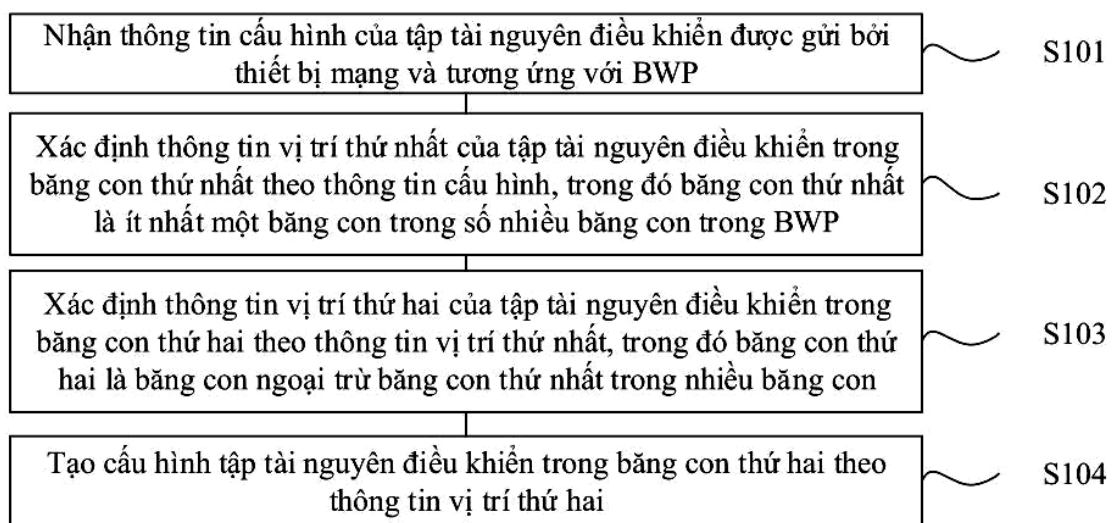 Nhận thông tin cấu hình của tập tài nguyên điều khiển được gửi bởi
thiết bị mạng và tương ứng với BWP
S101
Xác định thông tin vị trí thứ nhất của tập tài nguyên điều khiển trong
băng con thứ nhất theo thông tin cấu hình, trong đó băng con thứ nhất
là ít nhất một băng con trong số nhiều băng con trong BWP
S102
Xác định thông tin vị trí thứ hai của tập tài nguyên điều khiển trong
băng con thứ hai theo thông tin vị trí thứ nhất, trong đó băng con thứ
hai là băng con ngoại trừ băng con thứ nhất trong nhiều băng con
S103
Tạo cấu hình tập tài nguyên điều khiển trong băng con thứ hai theo
thông tin vị trí thứ hai
S104